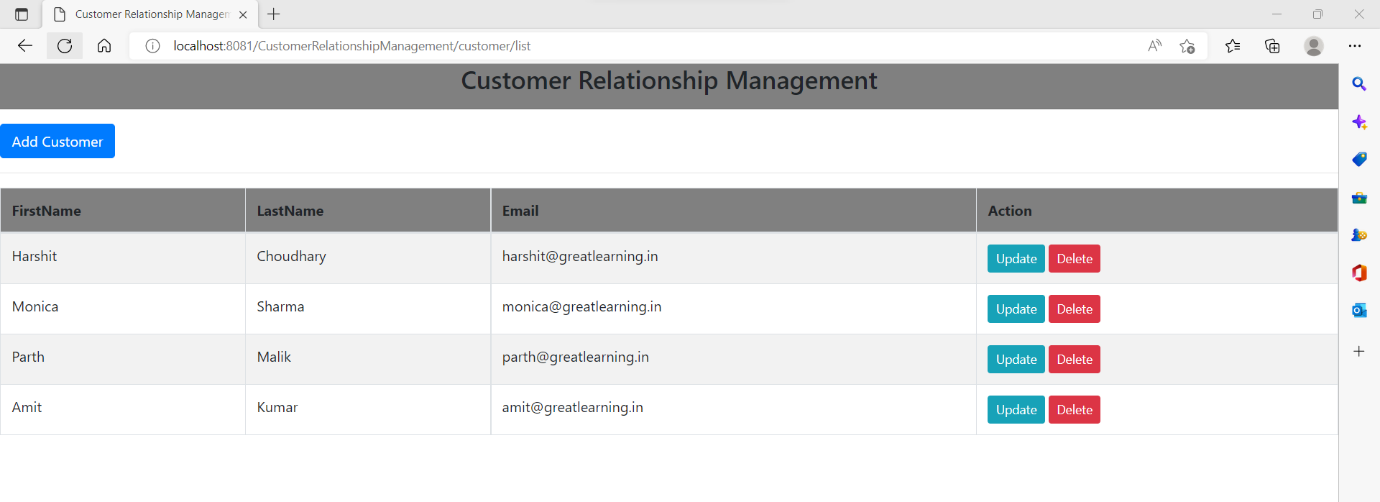 Customer Relationship Managem
localhost:8081/CustomerRelationshipManagement/customer/list
Customer Relationship Management
Add Customer
FirstName LastName Email Action
Harshit Choudhary harshit@greatlearning.in Update Delete
Monica Sharma monica@greatlearning.in Update Delete
Parth Malik parth@greatlearning.in Update Delete
Amit Kumar amit@greatlearning.in Update Delete